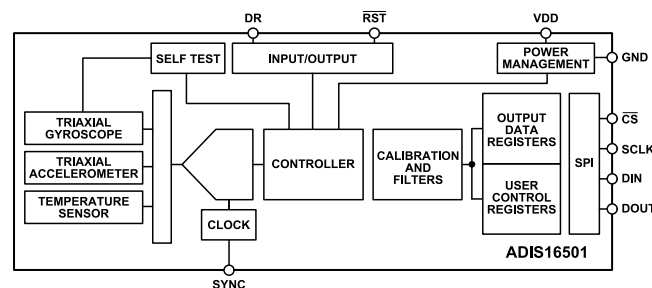 DR
RST
VDD
SELF TEST
INPUT/OUTPUT
POWER
MANAGEMENT
GND
TRIAXIAL
GYROSCOPE
TRIAXIAL
ACCELEROMETER
TEMPERATURE
SENSOR
CONTROLLER
CALIBRATION
AND
FILTERS
OUTPUT
DATA
REGISTERS
USER
CONTROL
REGISTERS
SPI
CS
SCLK
DIN
DOUT
CLOCK
ADIS16501
SYNC